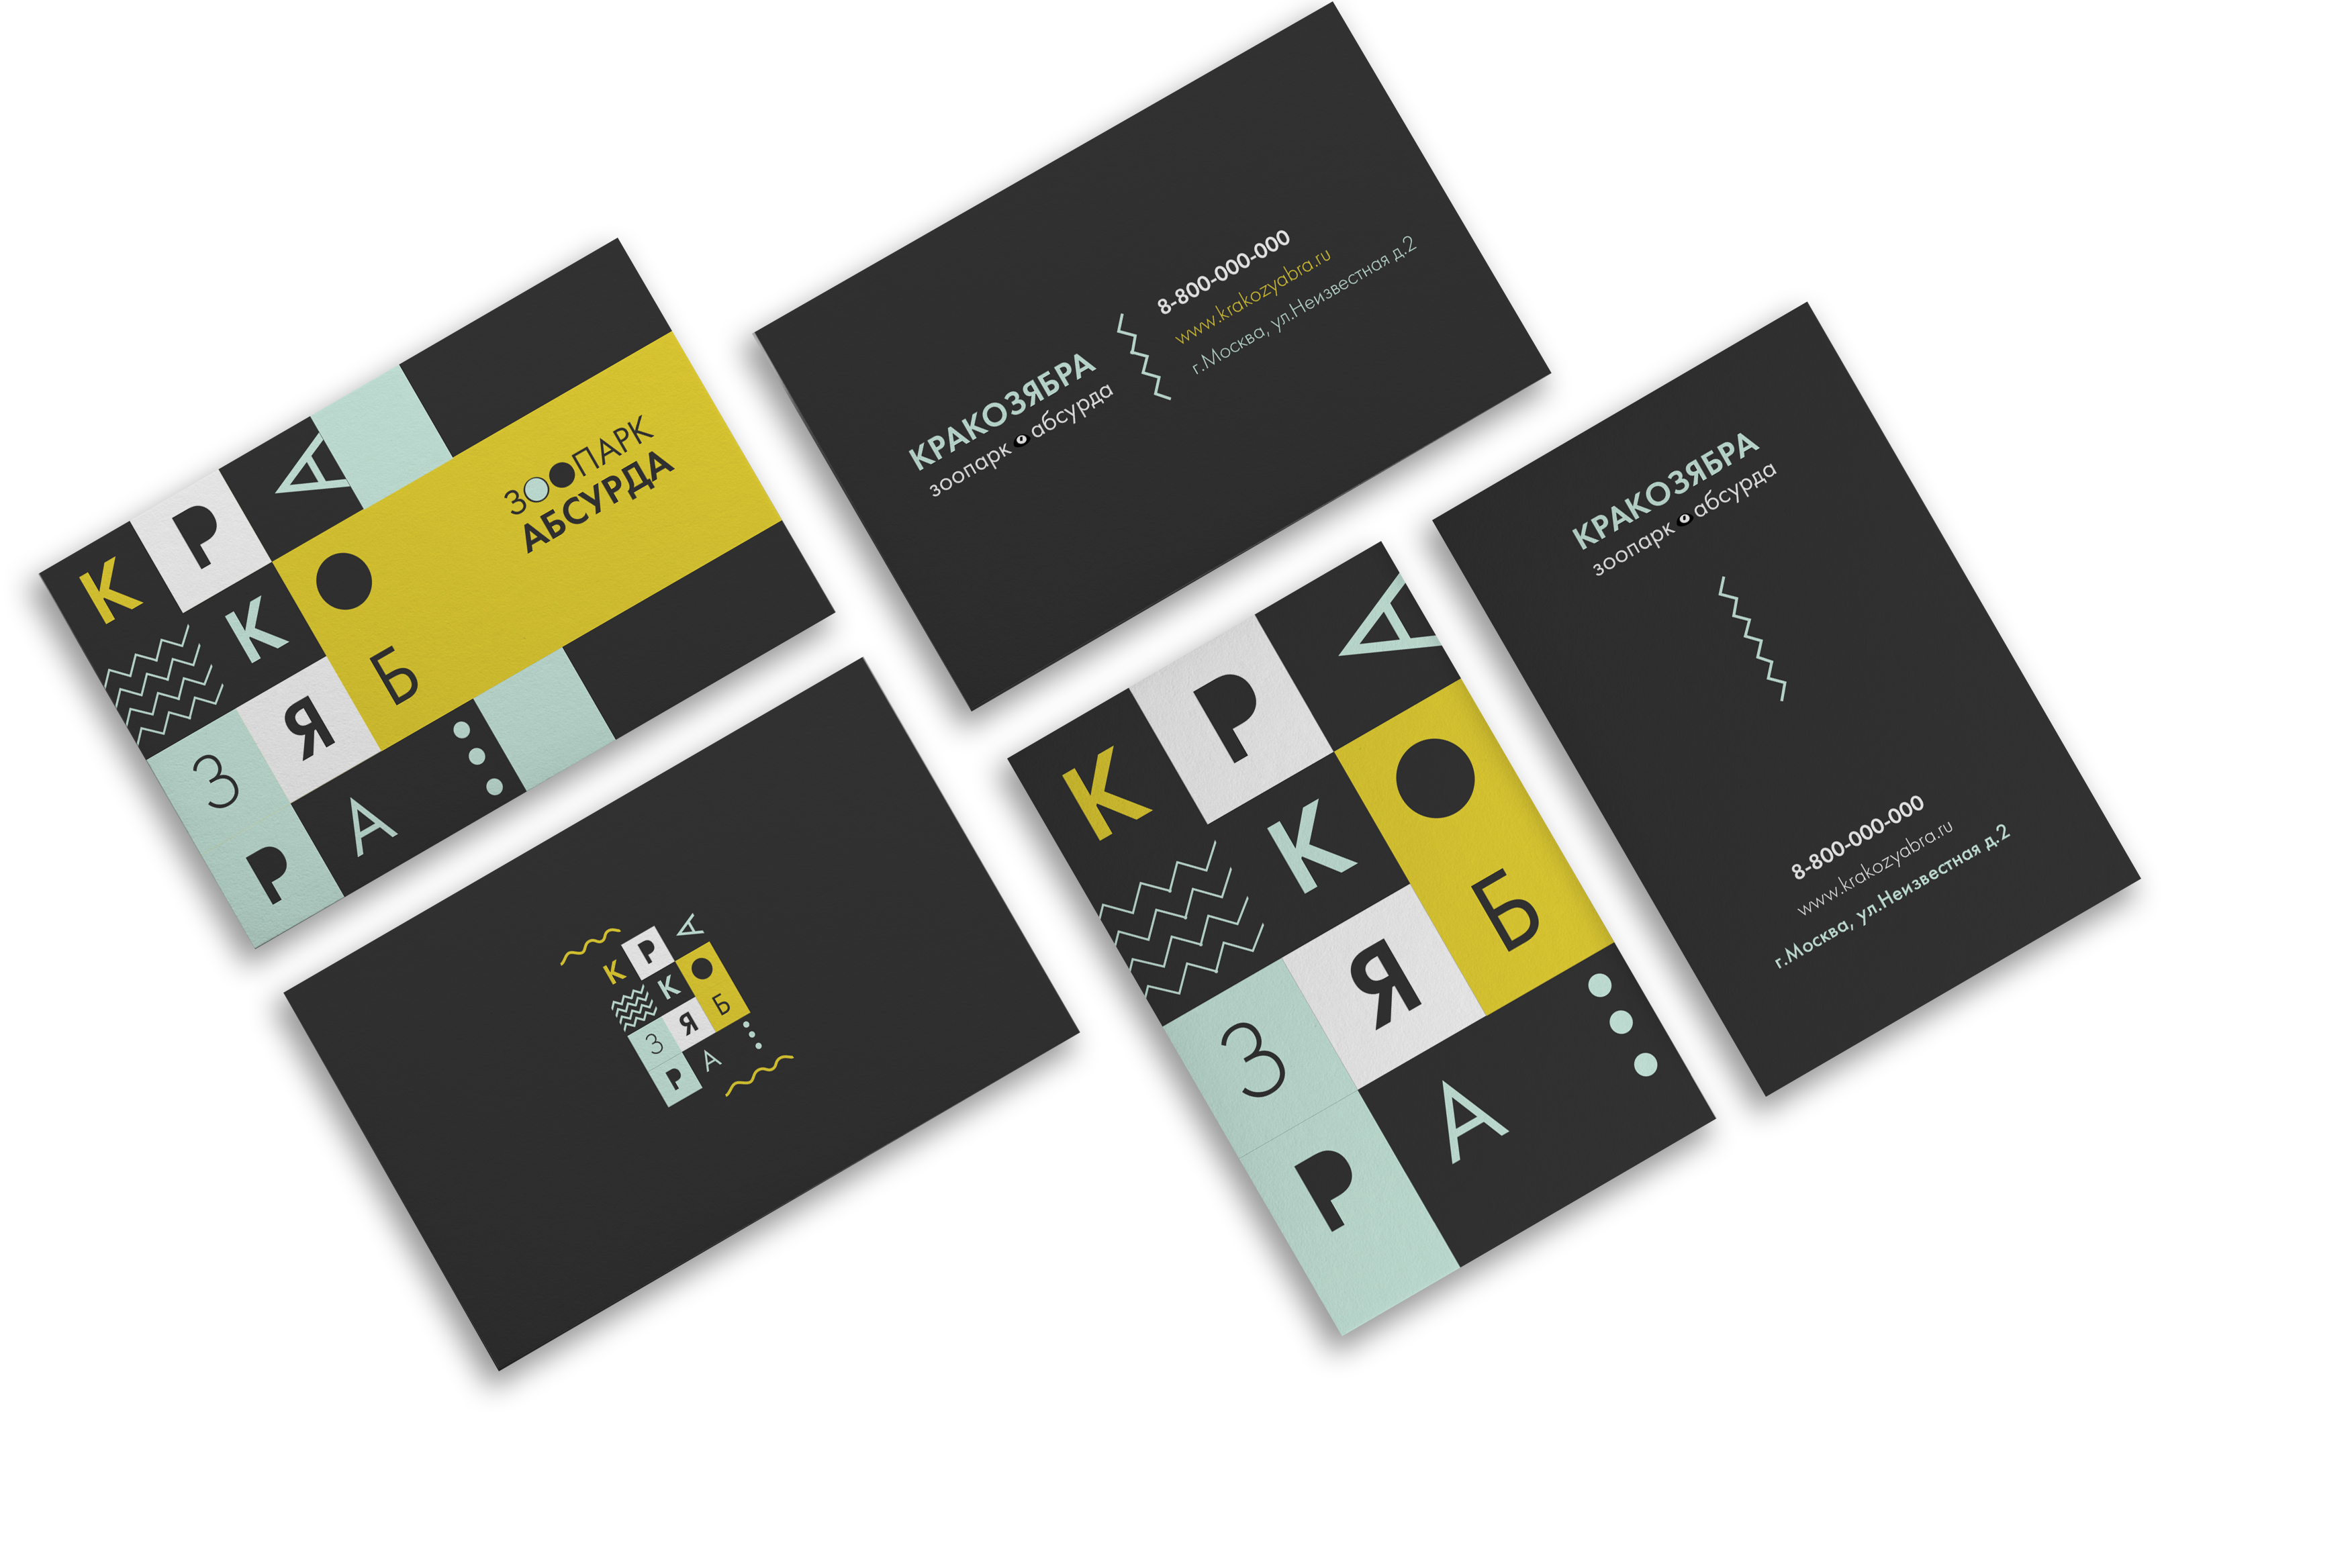 К Р А
К О
З Я Б
Р А
ЗООПАРК
АБСУРДА
КРАКОЗЯБРА
зоопарк абсурда
8-800-000-000
www.krakozyabra.ru
г.Москва, ул.Неизвестная д.2
К Р А
К О
З Я Б
Р А
К Р А
К О
З Я Б
Р А
КРАКОЗЯБРА
зоопарк абсурда
8-800-000-000
www.krakozyabra.ru
г.Москва, ул.Неизвестная д.2